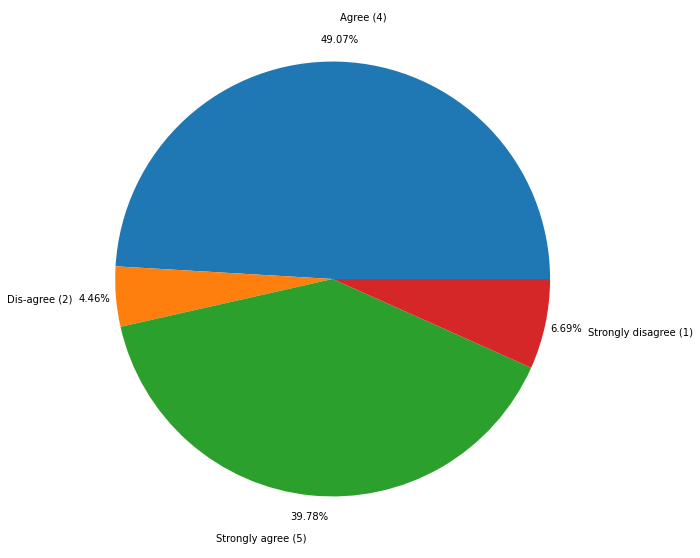 Agree (4)
49.07%
Dis-agree (2) 4.46%
6.69%
Strongly disagree (1)
39.78%
Strongly agree (5)